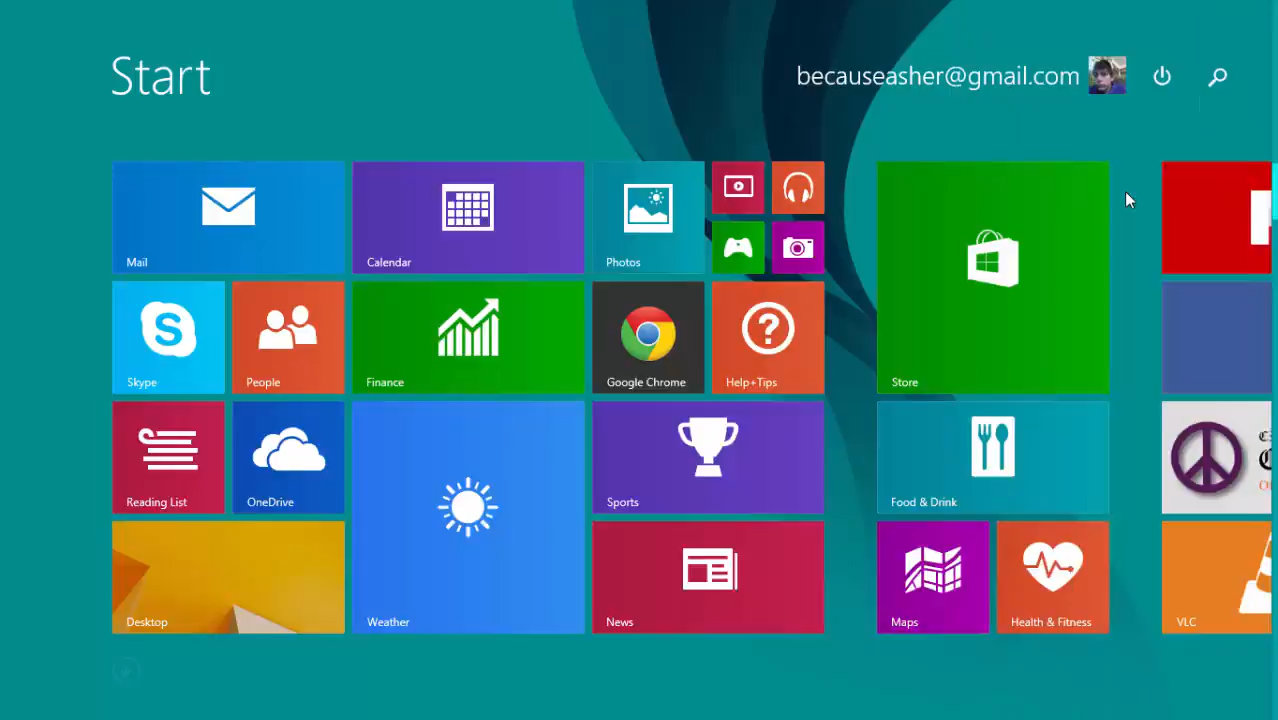 Start
becauseasher@gmail.com
Mail
Calendar
Photos
Store
Skype
People
Finance
Google Chrome
Help+Tips
Reading List
OneDrive
Sports
Food & Drink
Desktop
Weather
News
Maps
Health & Fitness
VLC